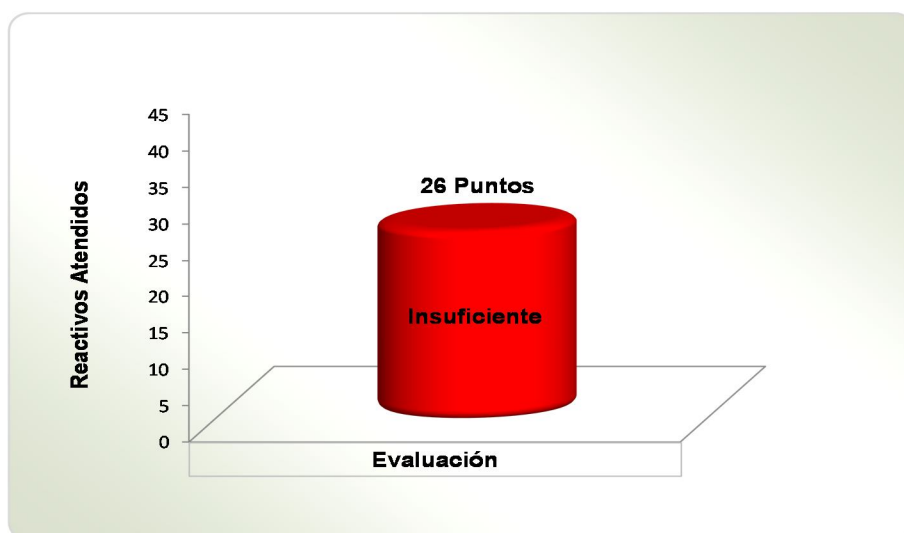 45
40
35
30
25
20
15
10
5
0
Reactivos Atendidos
26 Puntos
Insuficiente
Evaluación